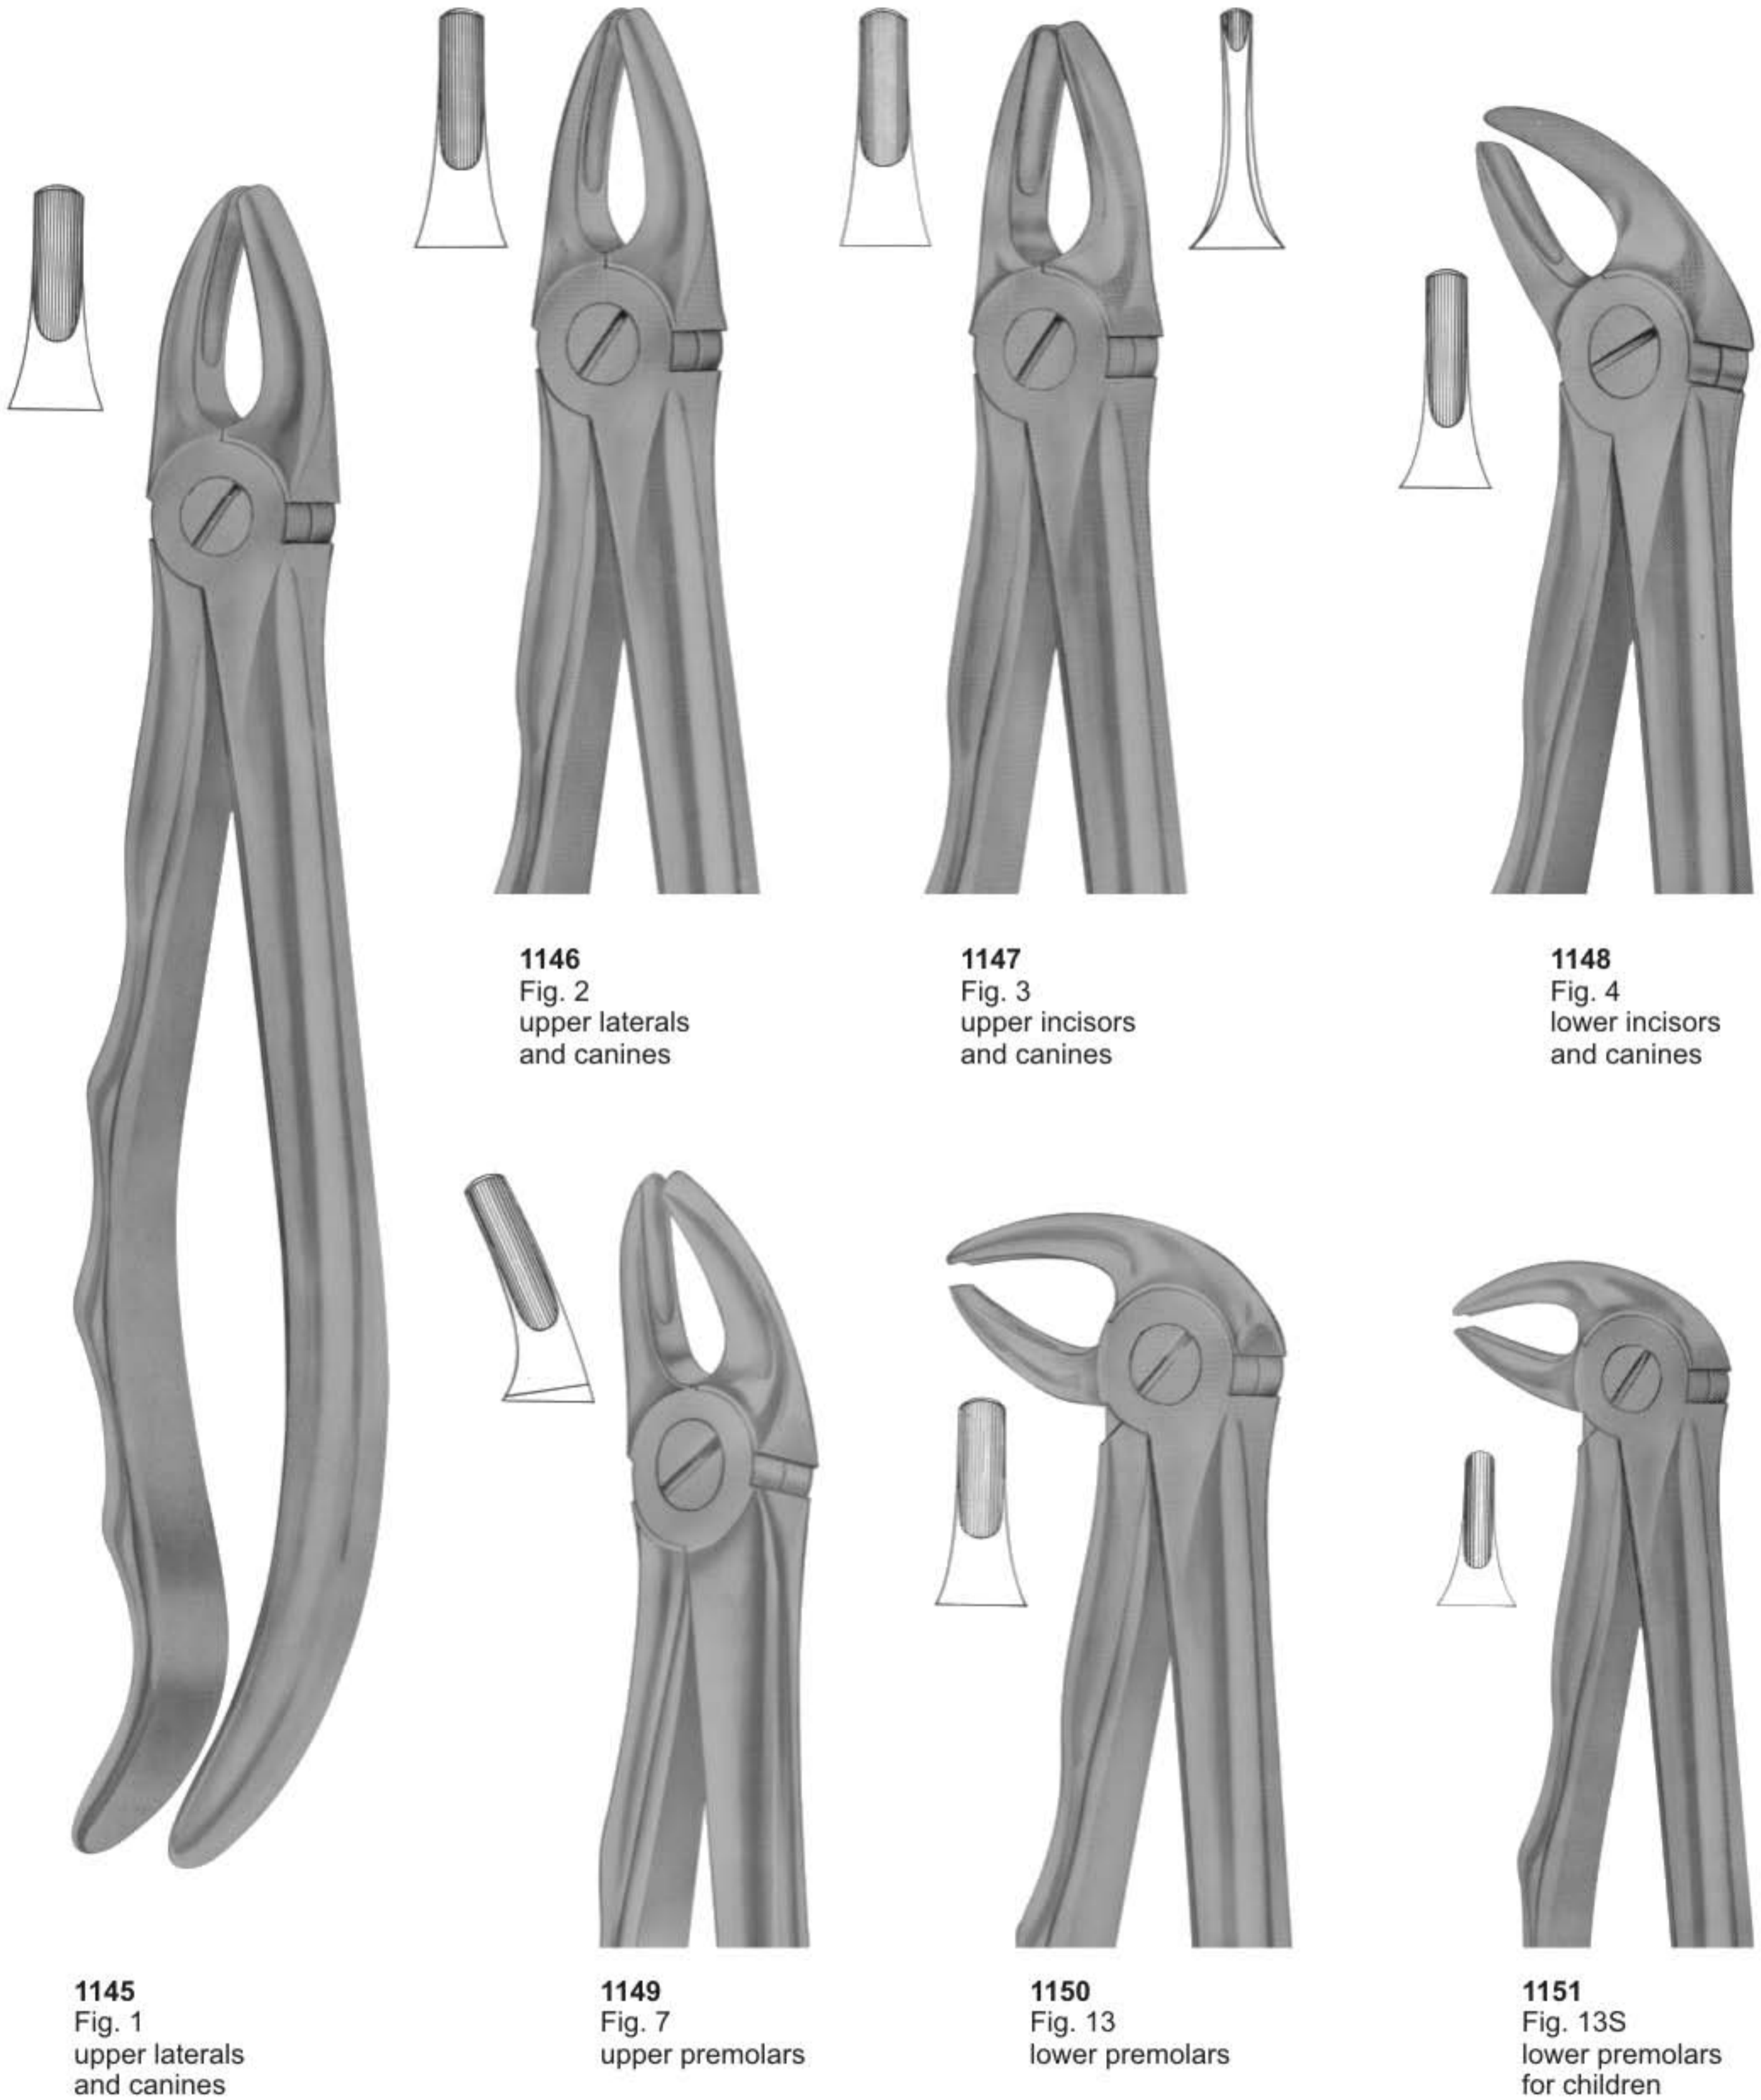 1146
Fig. 2
upper laterals
and canines
1147
Fig. 3
upper incisors
and canines
1148
Fig. 4
lower incisors
and canines
1145
Fig. 1
upper laterals
and canines
1149
Fig. 7
upper premolars
1150
Fig. 13
lower premolars
1151
Fig. 13S
lower premolars
for children